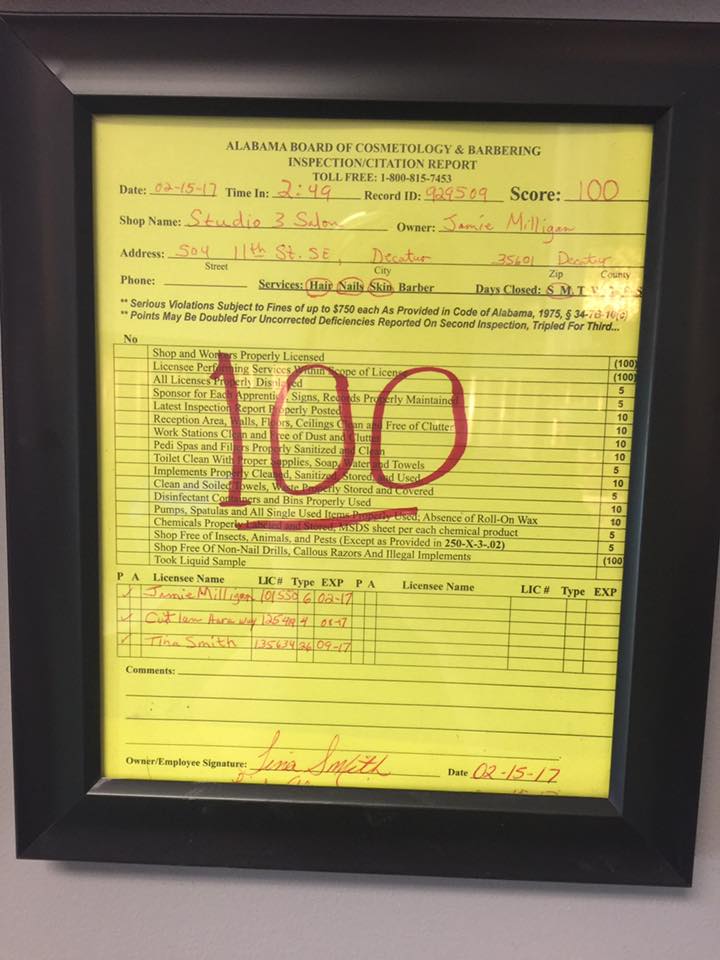 ALABAMA BOARD OF COSMETOLOGY & BARBERING
INSPECTION/CITATION REPORT
TOLL FREE: 1-800-815-7453
Date: 02-15-17 Time In: 2:49 Record ID: 929509 Score: 100
Shop Name: Studio 3 Salon Owner: Jamie Milligan
Address: 504 11th St. SE, Decatur 35601 Decatur
Street City Zip County
Phone: Services: Hair Nails Skin Barber Days Closed: S M T
** Serious Violations Subject to Fines of up to $750 each As Provided in Code of Alabama, 1975, § 34-7B-10(c)
** Points May Be Doubled For Uncorrected Deficiencies Reported On Second Inspection, Tripled For Third...
No
Shop and Workers Properly Licensed (100)
Licensee Performing Services Within Scope of License (100)
All Licenses Properly Displayed 5
Sponsor for Each Apprentice, Signs, Records Properly Maintained 5
Latest Inspection Report Properly Posted 10
Reception Area, Walls, Floors, Ceilings Clean and Free of Clutter 10
Work Stations Clean and Free of Dust and Clutter 10
Pedi Spas and Filters Properly Sanitized and Clean 10
Toilet Clean With Proper Supplies, Soap, Water and Towels 5
Implements Properly Cleaned, Sanitized, Stored, and Used 10
Clean and Soiled Towels, Waste Properly Stored and Covered 5
Disinfectant Containers and Bins Properly Used 5
Pumps, Spatulas and All Single Used Items Properly Used, Absence of Roll-On Wax 10
Chemicals Properly Labeled and Stored, MSDS sheet per each chemical product 10
Shop Free of Insects, Animals, and Pests (Except as Provided in 250-X-3-.02) 5
Shop Free Of Non-Nail Drills, Callous Razors And Illegal Implements 5
Took Liquid Sample (100
100
P A Licensee Name LIC# Type EXP P A Licensee Name LIC # Type EXP
Jamie Milligan 101550 6 02-17
4
Tina Smith 135634 26 09-17
Comments:
Owner/Employee Signature: Tina Smith Date 02-15-17